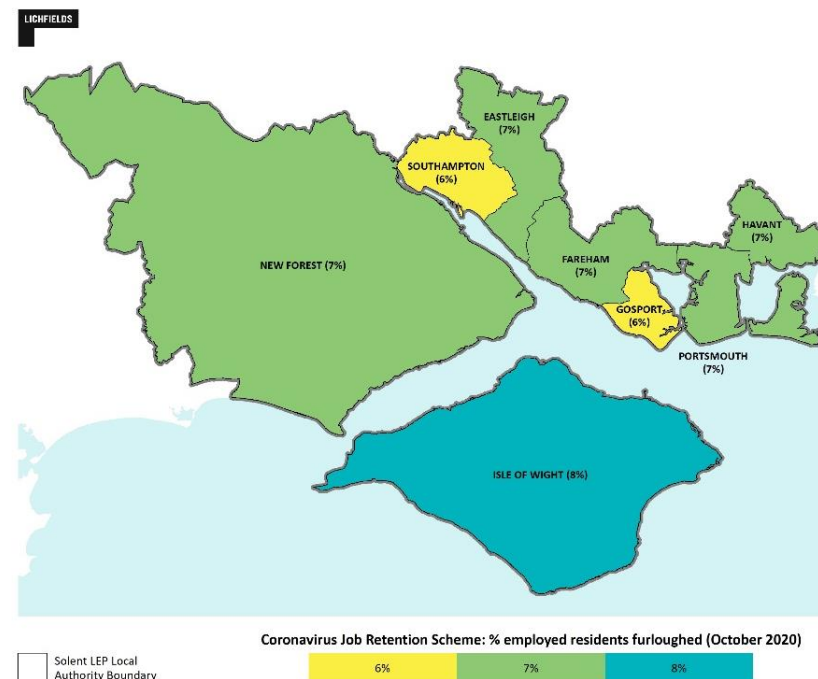 LICHFIELDS
EASTLEIGH
(7%)
SOUTHAMPTON
(6%)
HAVANT
(7%)
NEW FOREST (7%)
FAREHAM
(7%)
GOSPORT
(6%)
PORTSMOUTH
(7%)
ISLE OF WIGHT (8%)
Coronavirus Job Retention Scheme: % employed residents furloughed (October 2020)
Solent LEP Local
Authority Boundary
6%
7%
8%